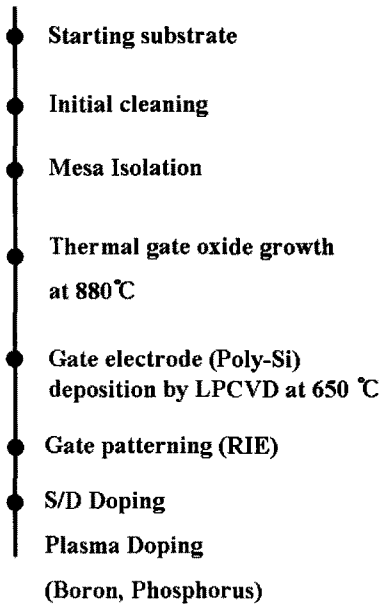 Starting substrate
Initial cleaning
Mesa Isolation
Thermal gate oxide growth
at 880℃
Gate electrode (Poly-Si)
deposition by LPCVD at 650 ℃
Gate patterning (RIE)
S/D Doping
Plasma Doping
(Boron, Phosphorus)